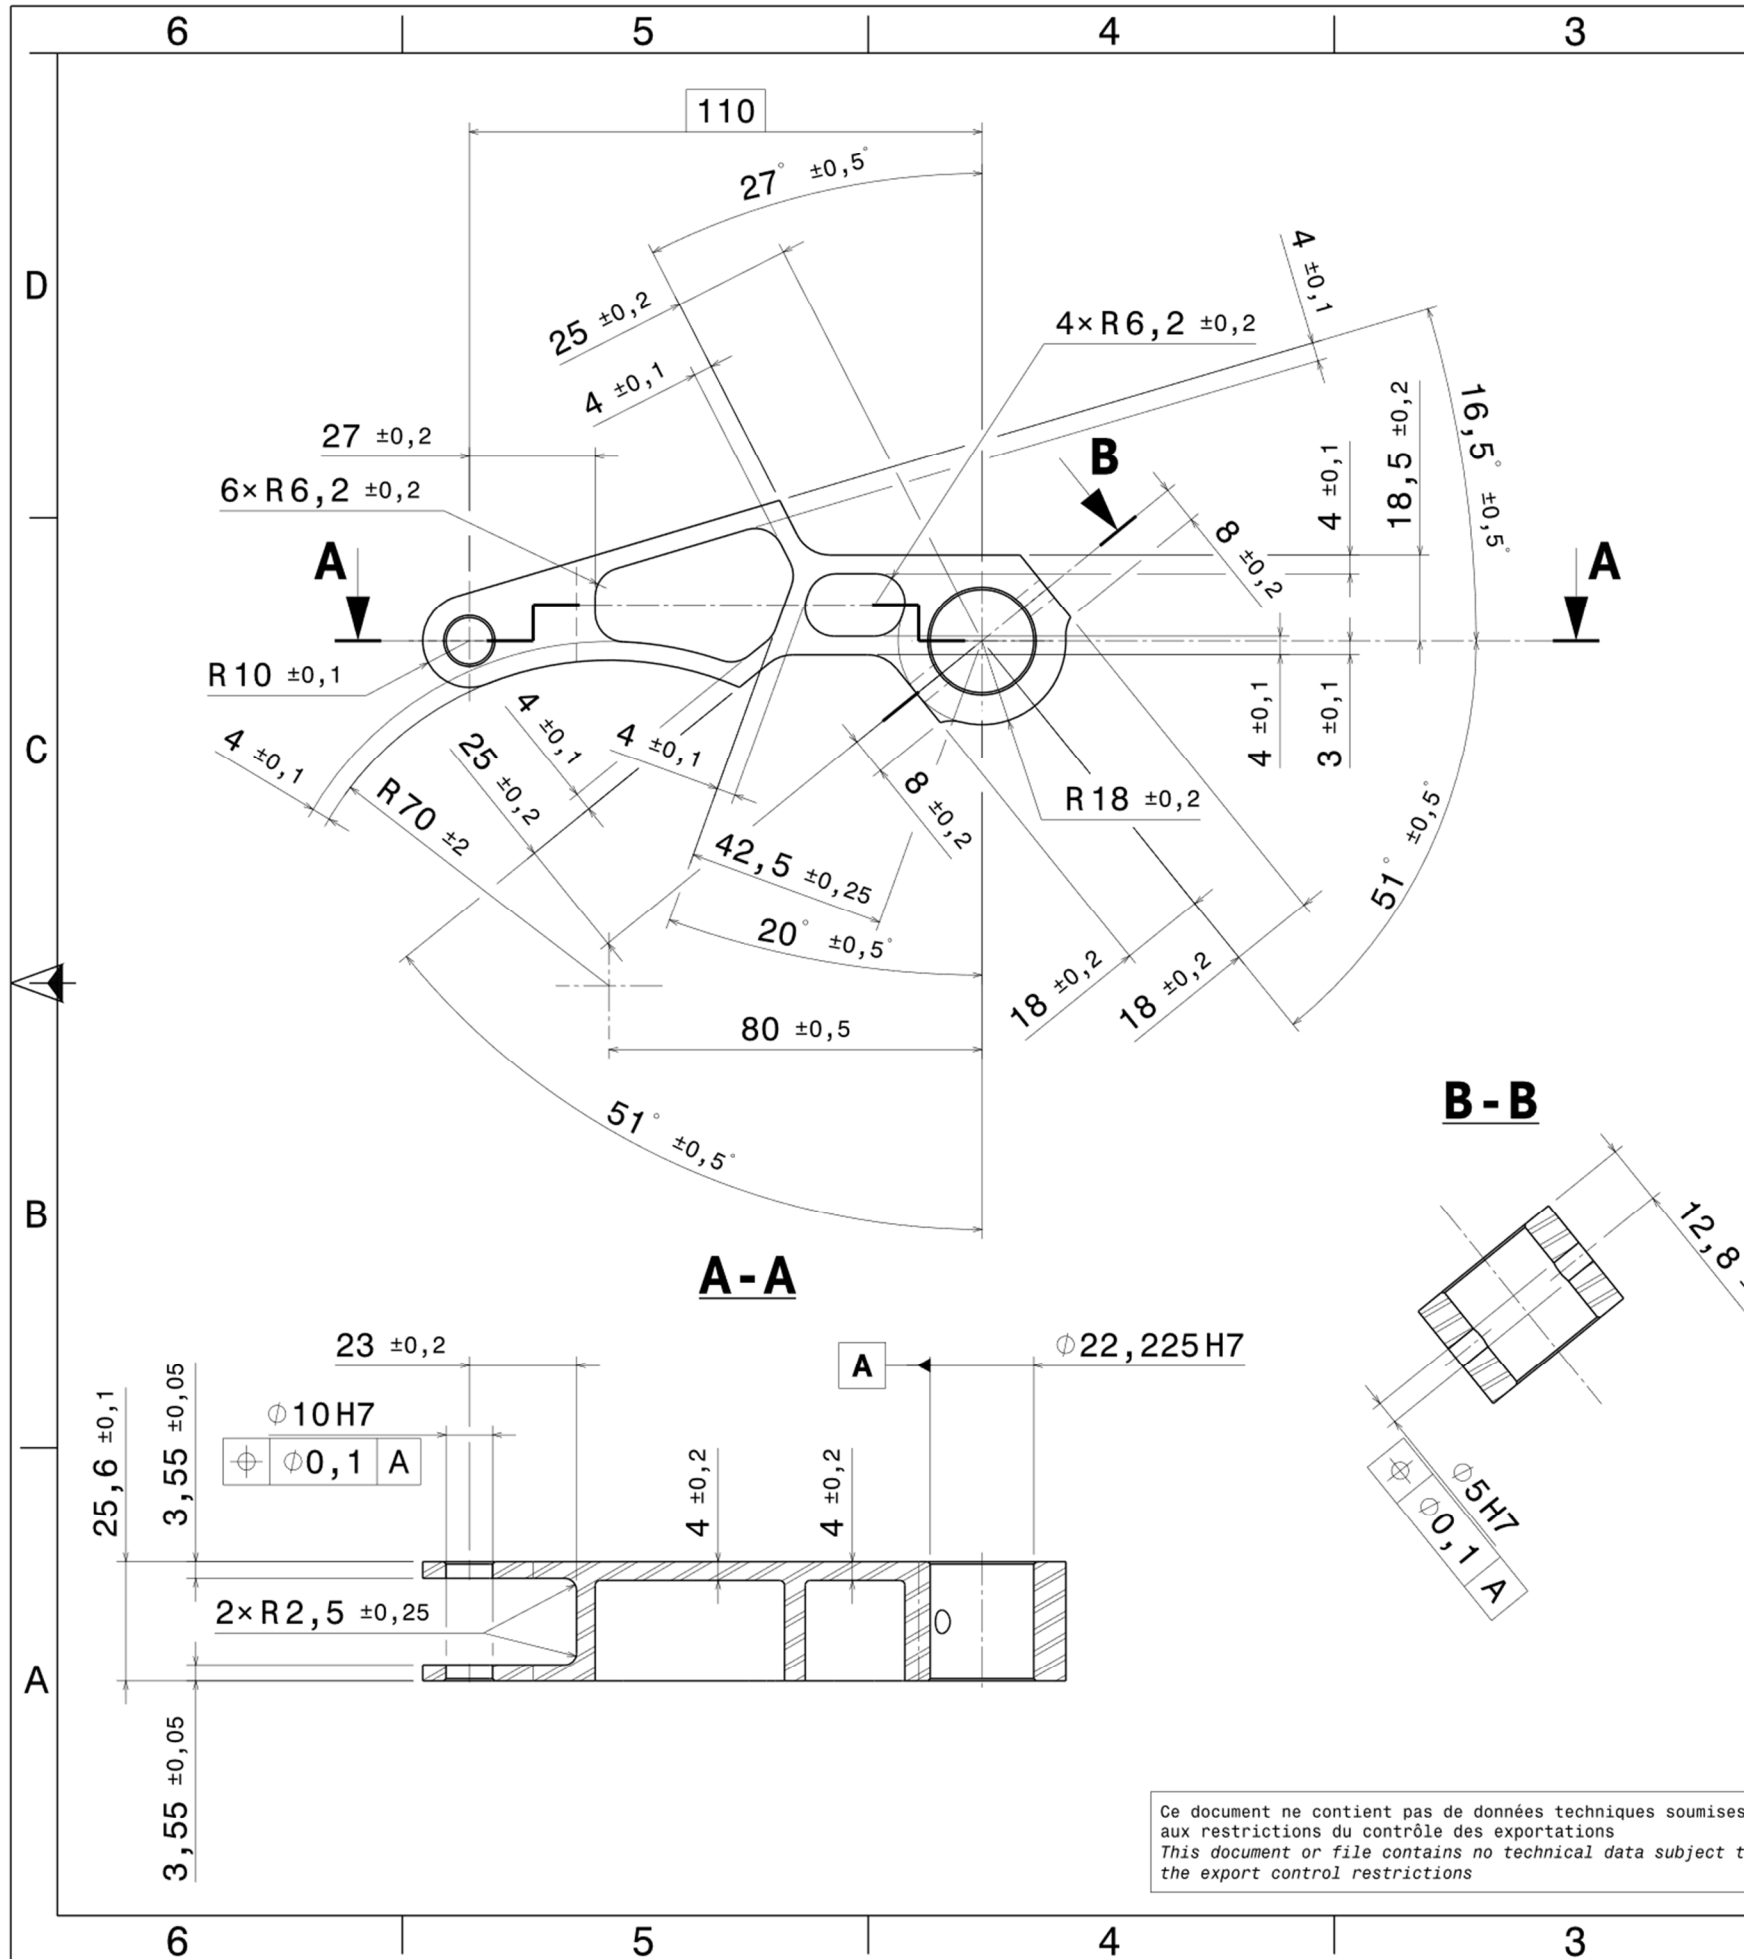 6 5 4 3
110
27° ±0,5°
4 ±0,1
25 ±0,2
4×R6,2 ±0,2
4 ±0,1
D
16,5° ±0,5°
18,5 ±0,2
4 ±0,1
27 ±0,2
B
6×R6,2 ±0,2
8 ±0,2
A
A
R10 ±0,1
4 ±0,1
4 ±0,1
4 ±0,1
3 ±0,1
C
4 ±0,1
25 ±0,2
R70 ±2
8 ±0,2
R18 ±0,2
42,5 ±0,25
51° ±0,5°
20° ±0,5°
18 ±0,2
18 ±0,2
80 ±0,5
51° ±0,5°
B-B
B
12,8
A-A
23 ±0,2
A
⌀22,225H7
25,6 ±0,1
3,55 ±0,05
⌀10H7
⌖ ⌀0,1 A
4 ±0,2
4 ±0,2
⌀5H7
⌖ ⌀0,1 A
2×R2,5 ±0,25
A
3,55 ±0,05
Ce document ne contient pas de données techniques soumises
aux restrictions du contrôle des exportations
This document or file contains no technical data subject t
the export control restrictions
6 5 4 3